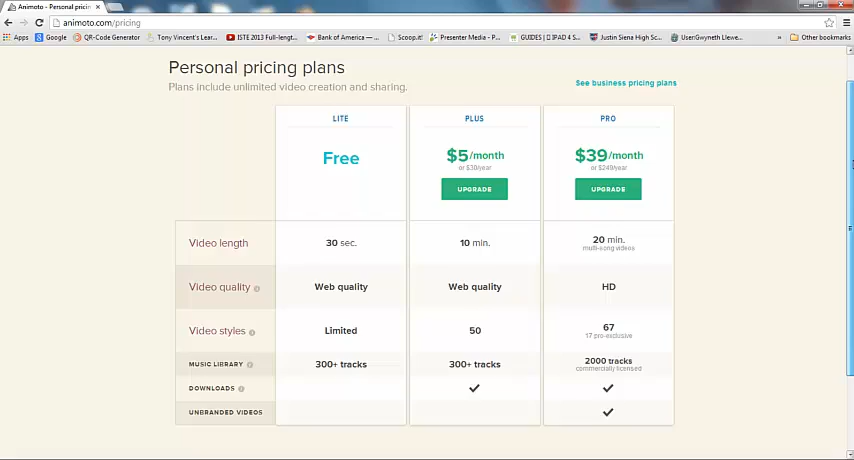 Animoto - Personal pricin
animoto.com/pricing
Apps Google QR-Code Generator Tony Vincent's Lear... ISTE 2013 Full-lengt... Bank of America — ... Scoop.it! Presenter Media - P... GUIDES | IPAD 4 S... Justin Siena High Sc... User:Gwyneth Llewe... » Other bookmarks
Personal pricing plans
Plans include unlimited video creation and sharing.
See business pricing plans
LITE PLUS PRO
Free $5/month $39/month
or $30/year or $249/year
UPGRADE UPGRADE
Video length 30 sec. 10 min. 20 min.
multi-song videos
Video quality Web quality Web quality HD
Video styles Limited 50 67
17 pro-exclusive
MUSIC LIBRARY 300+ tracks 300+ tracks 2000 tracks
commercially licensed
DOWNLOADS
UNBRANDED VIDEOS